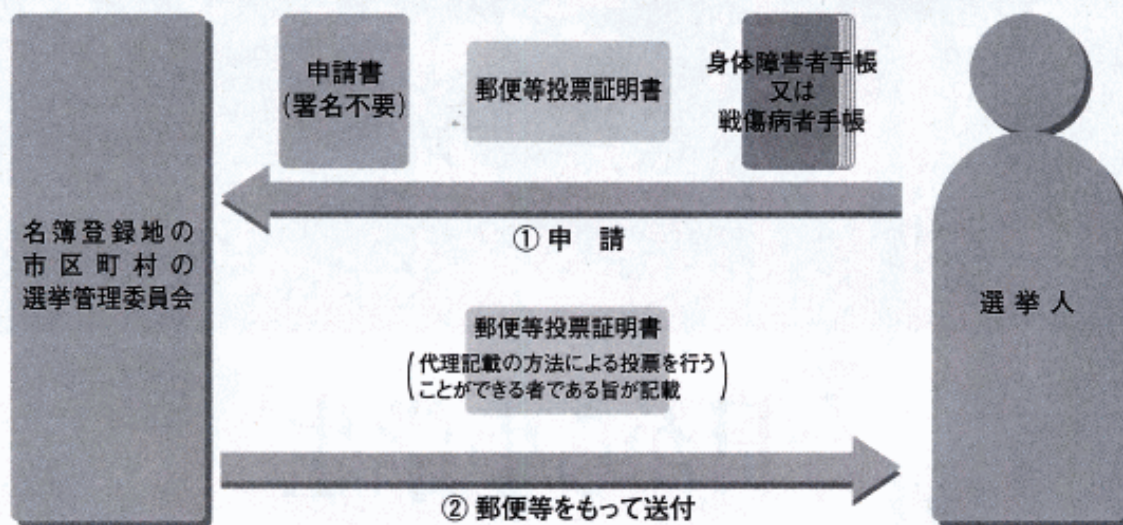 申請書
(署名不要)
郵便等投票証明書
身体障害者手帳
又は
戦傷病者手帳
名簿登録地の
市区町村の
選挙管理委員会
① 申 請
選挙人
郵便等投票証明書
(代理記載の方法による投票を行う
ことができる者である旨が記載)
② 郵便等をもって送付